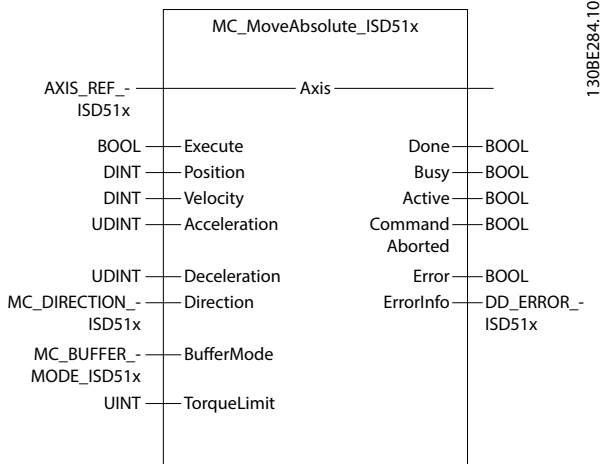 MC_MoveAbsolute_ISD51x
130BE284.10
AXIS_REF_-
ISD51x
Axis
BOOL Execute Done BOOL
DINT Position Busy BOOL
DINT Velocity Active BOOL
UDINT Acceleration Command BOOL
Aborted
UDINT Deceleration Error BOOL
MC_DIRECTION_- Direction ErrorInfo DD_ERROR_-
ISD51x ISD51x
MC_BUFFER_- BufferMode
MODE_ISD51x
UINT TorqueLimit